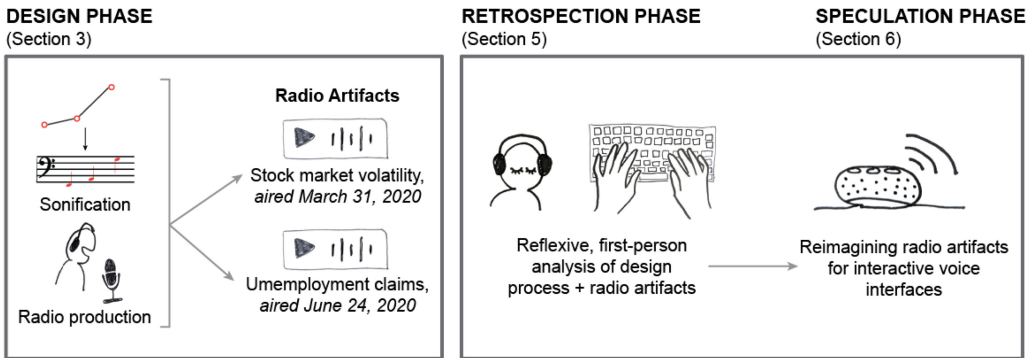 DESIGN PHASE
(Section 3)
Sonification
Radio production
Radio Artifacts
Stock market volatility,
aired March 31, 2020
Umemployment claims,
aired June 24, 2020
RETROSPECTION PHASE
(Section 5)
Reflexive, first-person
analysis of design
process + radio artifacts
SPECULATION PHASE
(Section 6)
Reimagining radio artifacts
for interactive voice
interfaces